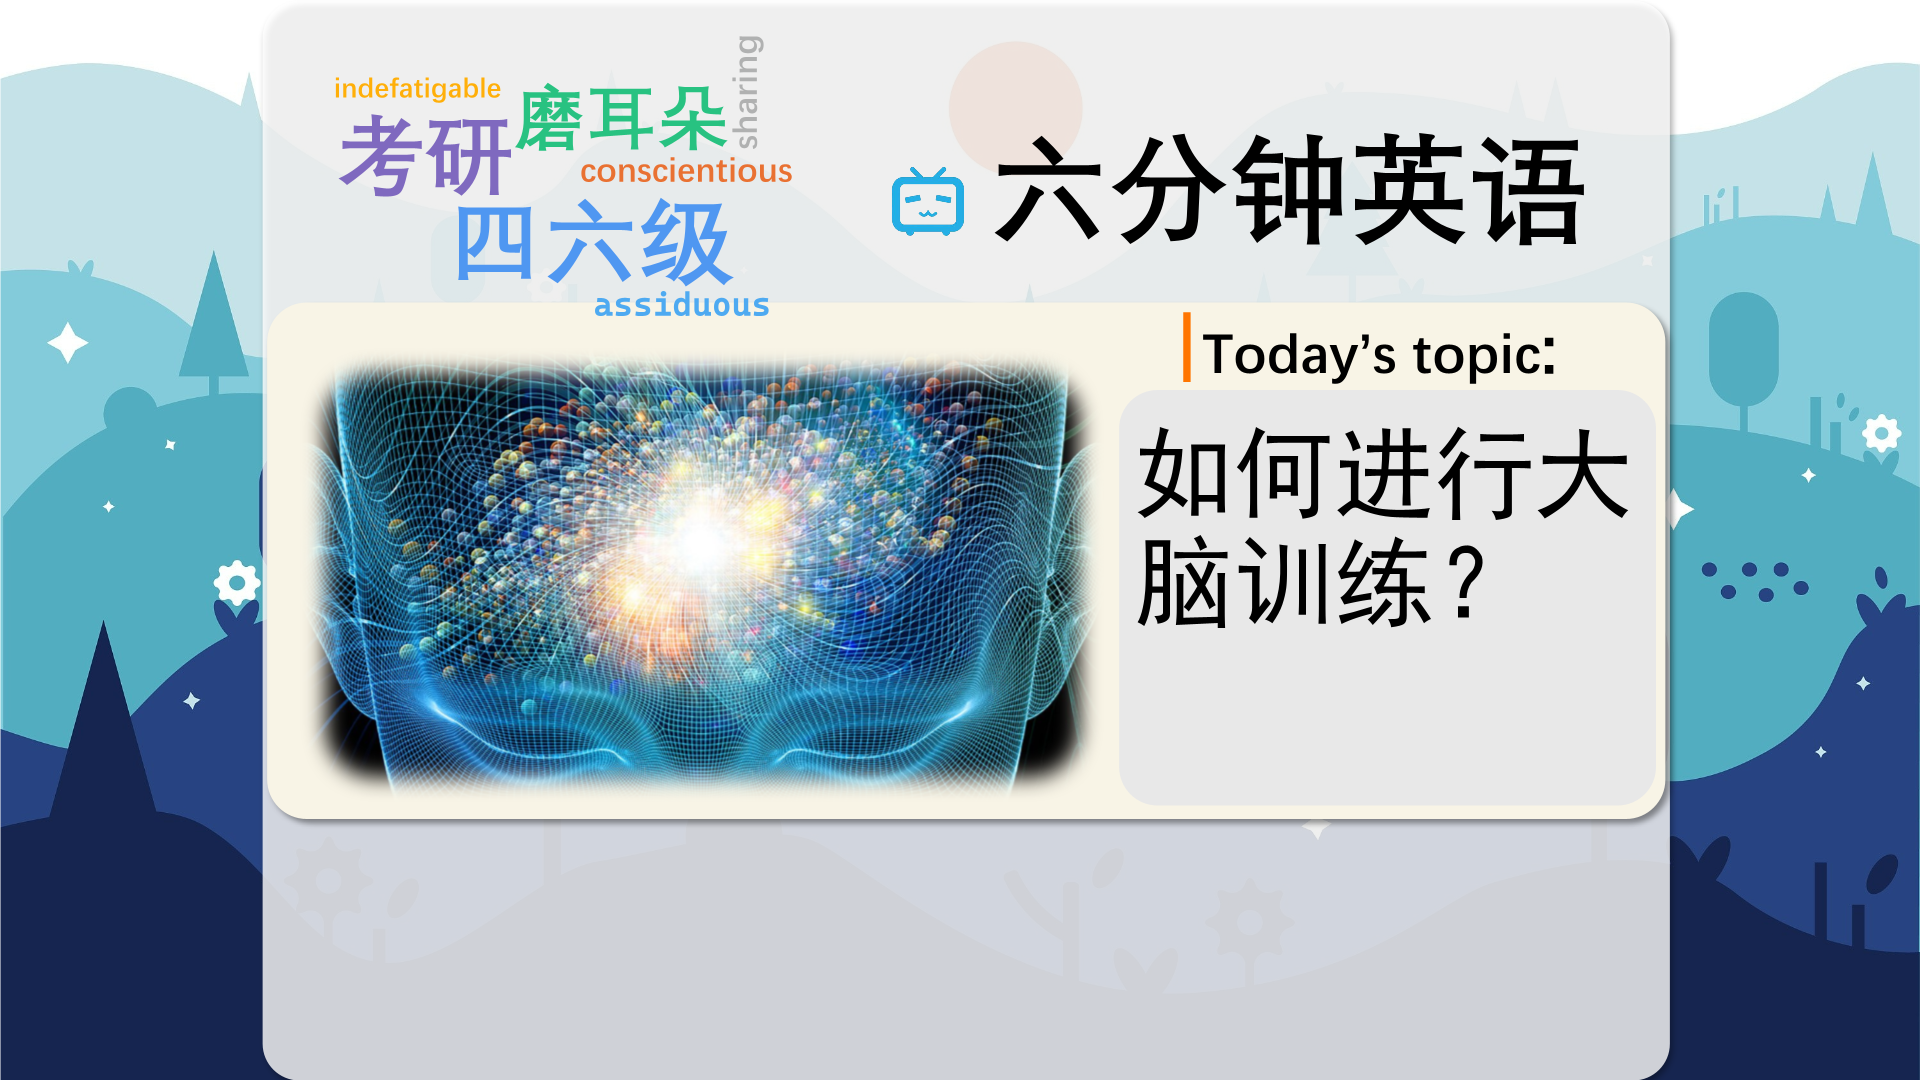 indefatigable
考研
磨耳朵
sharing
conscientious
四六级
assiduous
六分钟英语
Today's topic:
如何进行大
脑训练？